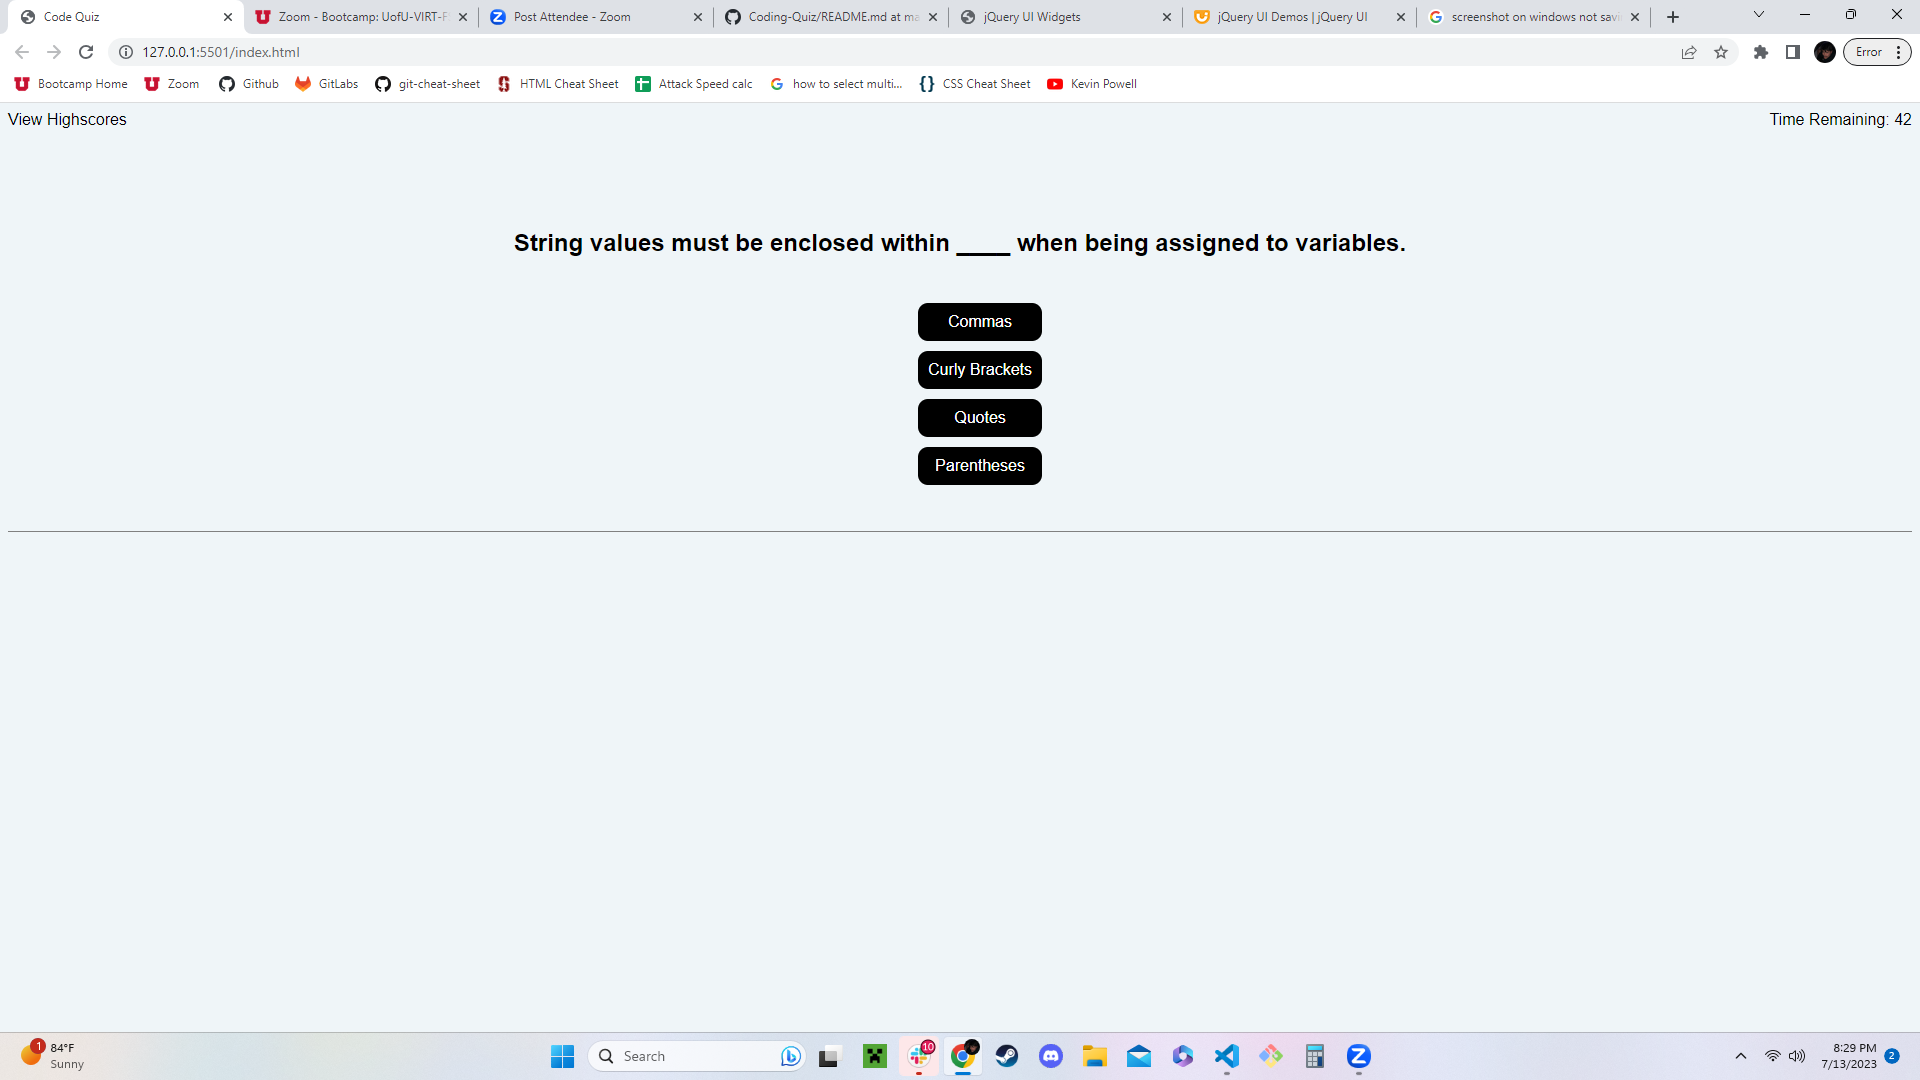 Code Quiz
Zoom - Bootcamp: UofU-VIRT-F
Post Attendee - Zoom
Coding-Quiz/README.md at ma
jQuery UI Widgets
jQuery UI Demos | jQuery UI
screenshot on windows not savi
127.0.0.1:5501/index.html
Error
Bootcamp Home
Zoom
Github
GitLabs
git-cheat-sheet
HTML Cheat Sheet
Attack Speed calc
how to select multi...
CSS Cheat Sheet
Kevin Powell
View Highscores
Time Remaining: 42
String values must be enclosed within ____ when being assigned to variables.
Commas
Curly Brackets
Quotes
Parentheses
1
84°F
Sunny
Search
10
8:29 PM
7/13/2023
2